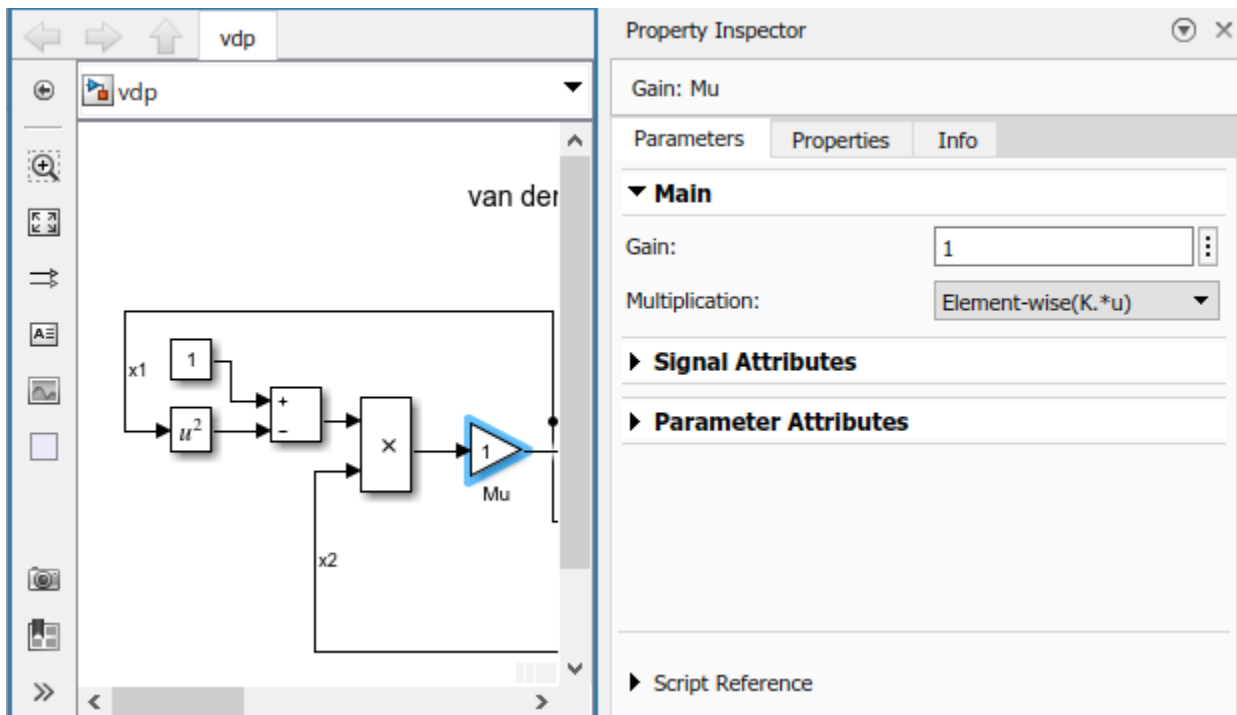 vdp
vdp
van der
x1
1
+
−
u²
×
1
Mu
x2
Property Inspector
Gain: Mu
Parameters Properties Info
Main
Gain: 1
Multiplication: Element-wise(K.*u)
Signal Attributes
Parameter Attributes
Script Reference